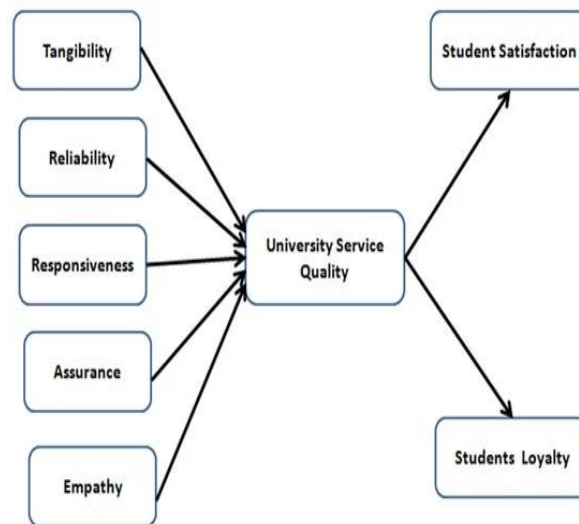 Tangibility
Student Satisfaction
Reliability
University Service
Quality
Responsiveness
Assurance
Students Loyalty
Empathy